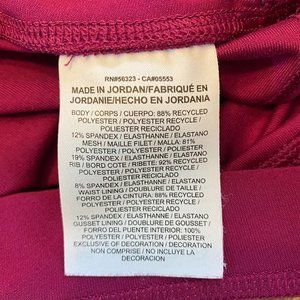 RN#56323 - CA#05553
MADE IN JORDAN/FABRIQUÉ EN
JORDANIE/HECHO EN JORDANIA
BODY / CORPS / CUERPO: 88% RECYCLED
POLYESTER / POLYESTER RECYCLE /
POLIESTER RECICLADO
12% SPANDEX / ELASTHANNE / ELASTANO
MESH / MAILLE FILET / MALLA: 81%
POLYESTER / POLYESTER / POLIESTER
19% SPANDEX / ELASTHANNE / ELASTANO
RIB / BORD COTE / RIBETE: 92% RECYCLED
POLYESTER / POLYESTER RECYCLE /
POLIESTER RECICLADO
8% SPANDEX / ELASTHANNE / ELASTANO
WAIST LINING / DOUBLURE DE TAILLE /
FORRO DE LA CINTURA: 88% RECYCLED
POLYESTER / POLYESTER RECYCLE /
POLIESTER RECICLADO
12% SPANDEX / ELASTHANNE / ELASTANO
GUSSET LINING / DOUBLURE DE GOUSSET /
FORRO DEL PUENTE INTERIOR: 100%
POLYESTER / POLYESTER / POLIESTER
EXCLUSIVE OF DECORATION / DECORATION
NON COMPRISE / NO INCLUYE LA
DECORACION